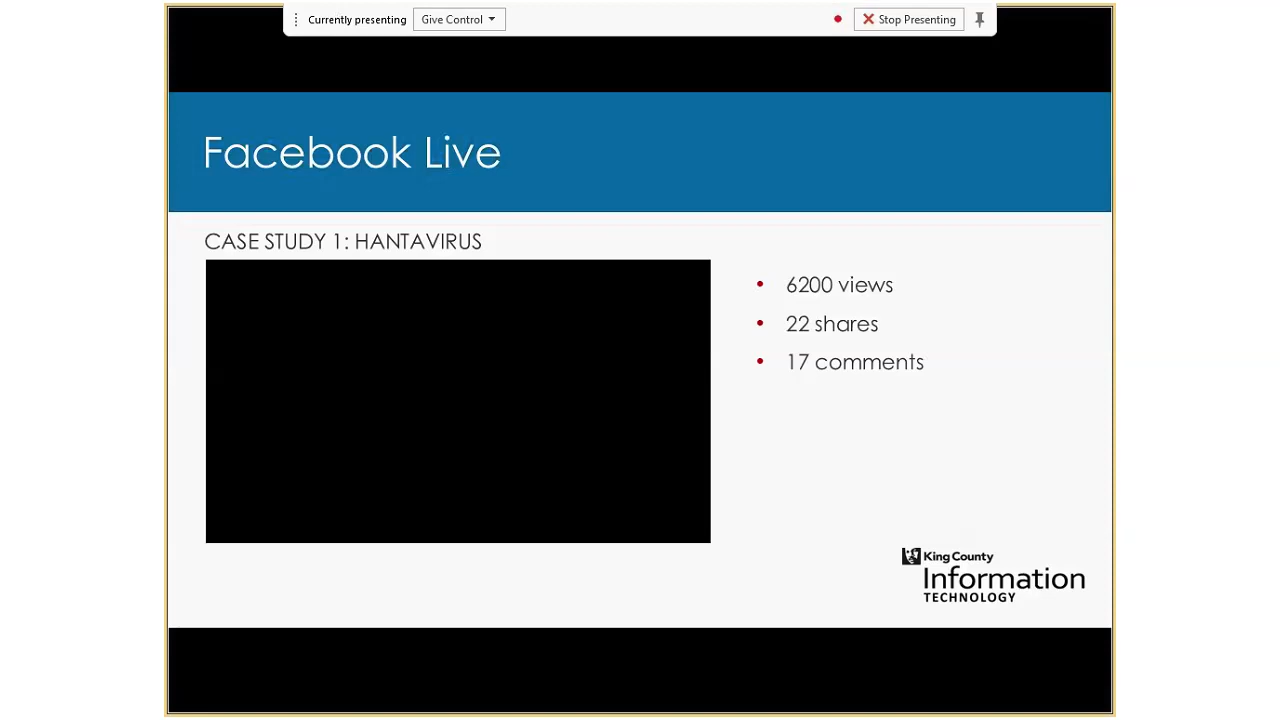 Currently presenting Give Control Stop Presenting
Facebook Live
CASE STUDY 1: HANTAVIRUS
• 6200 views
• 22 shares
• 17 comments
King County
Information
TECHNOLOGY